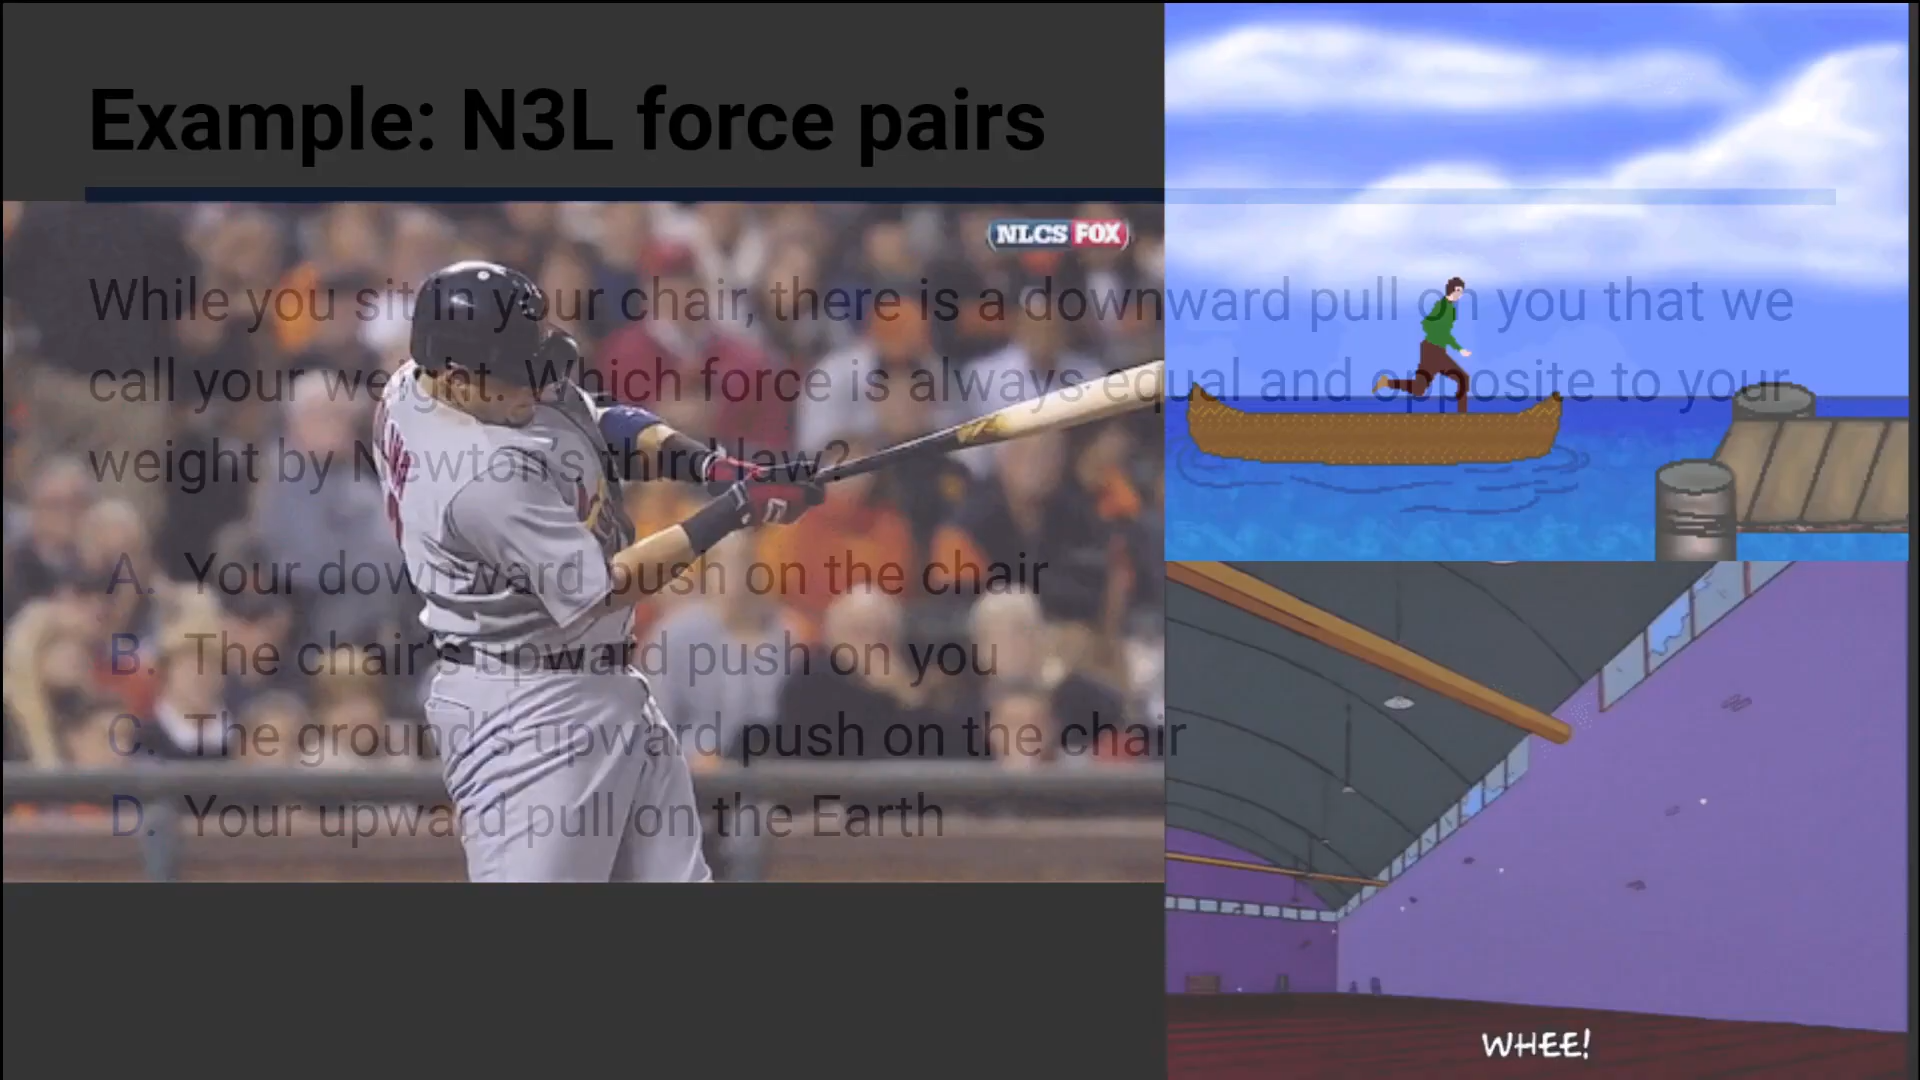 Example: N3L force pairs
NLCS FOX
While you sit in your chair, there is a downward pull on you that we
call your weight. Which force is always equal and opposite to your
weight by Newton's third law?
A. Your downward push on the chair
B. The chair's upward push on you
C. The ground's upward push on the chair
D. Your upward pull on the Earth
WHEE!